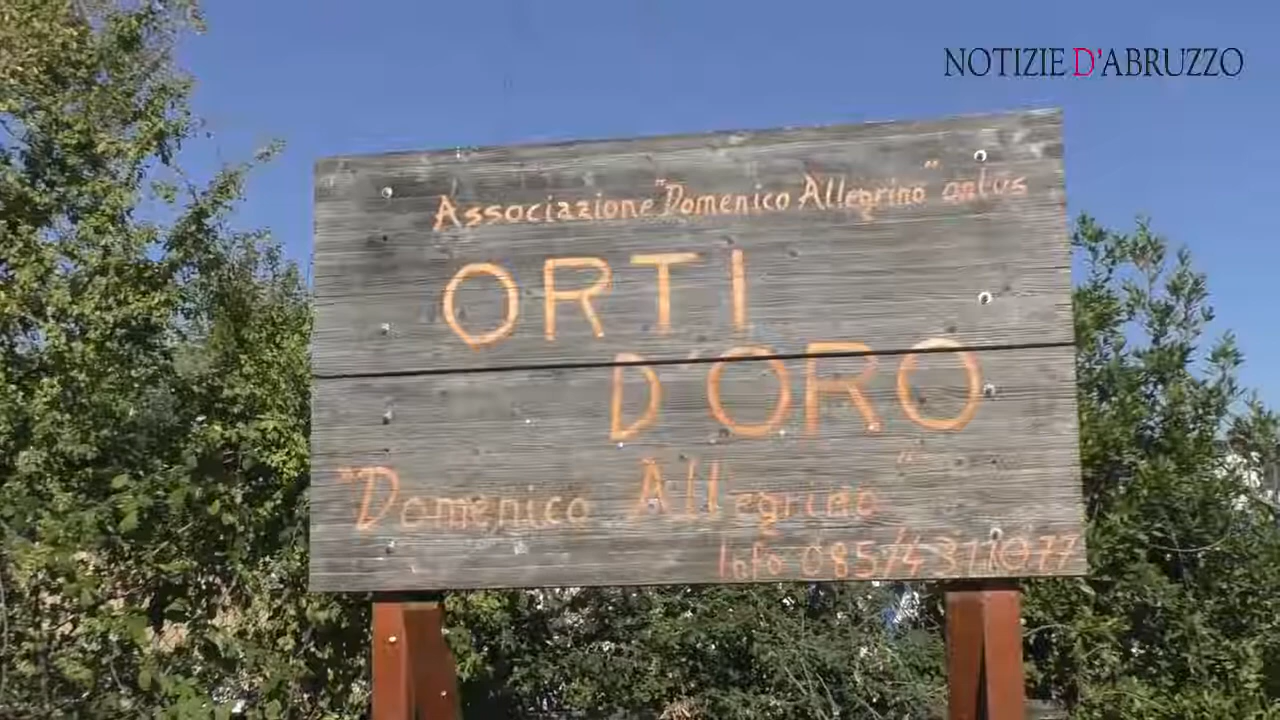 NOTIZIE D'ABRUZZO
Associazione "Domenico Allegrino" onlus
ORTI
D'ORO
"Domenico Allegrino"
Info 085/4311077